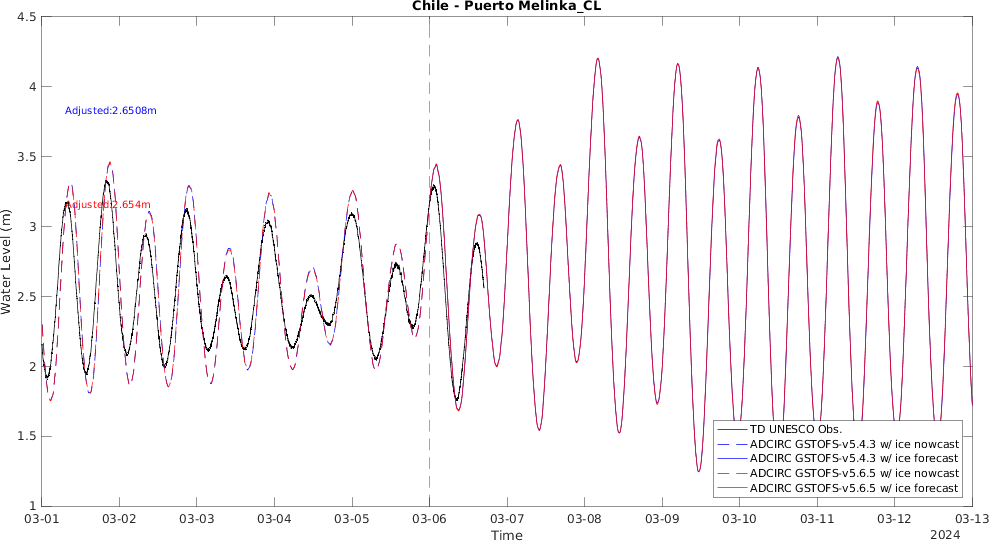 Chile - Puerto Melinka_CL
4.5
4
3.5
3
2.5
2
1.5
1
Water Level (m)
Adjusted:2.6508m
Adjusted:2.654m
TD UNESCO Obs.
ADCIRC GSTOFS-v5.4.3 w/ ice nowcast
ADCIRC GSTOFS-v5.4.3 w/ ice forecast
ADCIRC GSTOFS-v5.6.5 w/ ice nowcast
ADCIRC GSTOFS-v5.6.5 w/ ice forecast
03-01 03-02 03-03 03-04 03-05 03-06 03-07 03-08 03-09 03-10 03-11 03-12 03-13
Time
2024